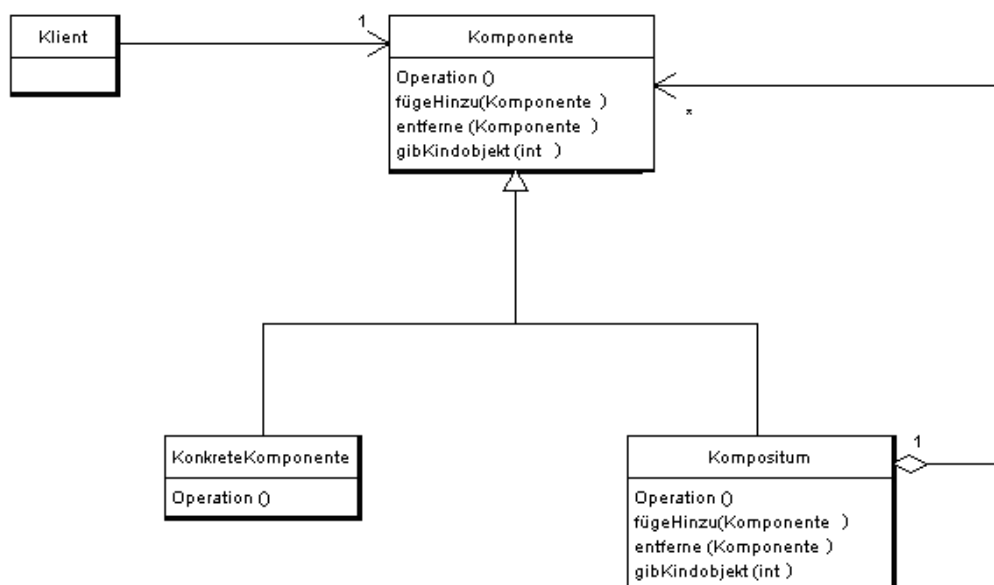 Klient
1
Komponente
Operation ()
fügeHinzu(Komponente )
entferne (Komponente )
gibKindobjekt (int )
*
KonkreteKomponente
Operation ()
Kompositum
1
Operation ()
fügeHinzu(Komponente )
entferne (Komponente )
gibKindobjekt (int )